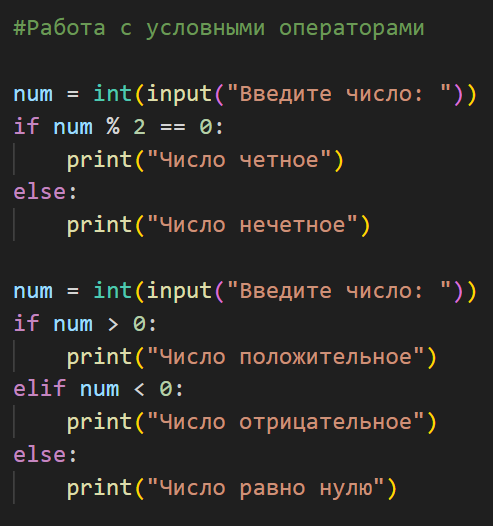 #Работа с условными операторами
num = int(input("Введите число: "))
if num % 2 == 0:
    print("Число четное")
else:
    print("Число нечетное")
num = int(input("Введите число: "))
if num > 0:
    print("Число положительное")
elif num < 0:
    print("Число отрицательное")
else:
    print("Число равно нулю")